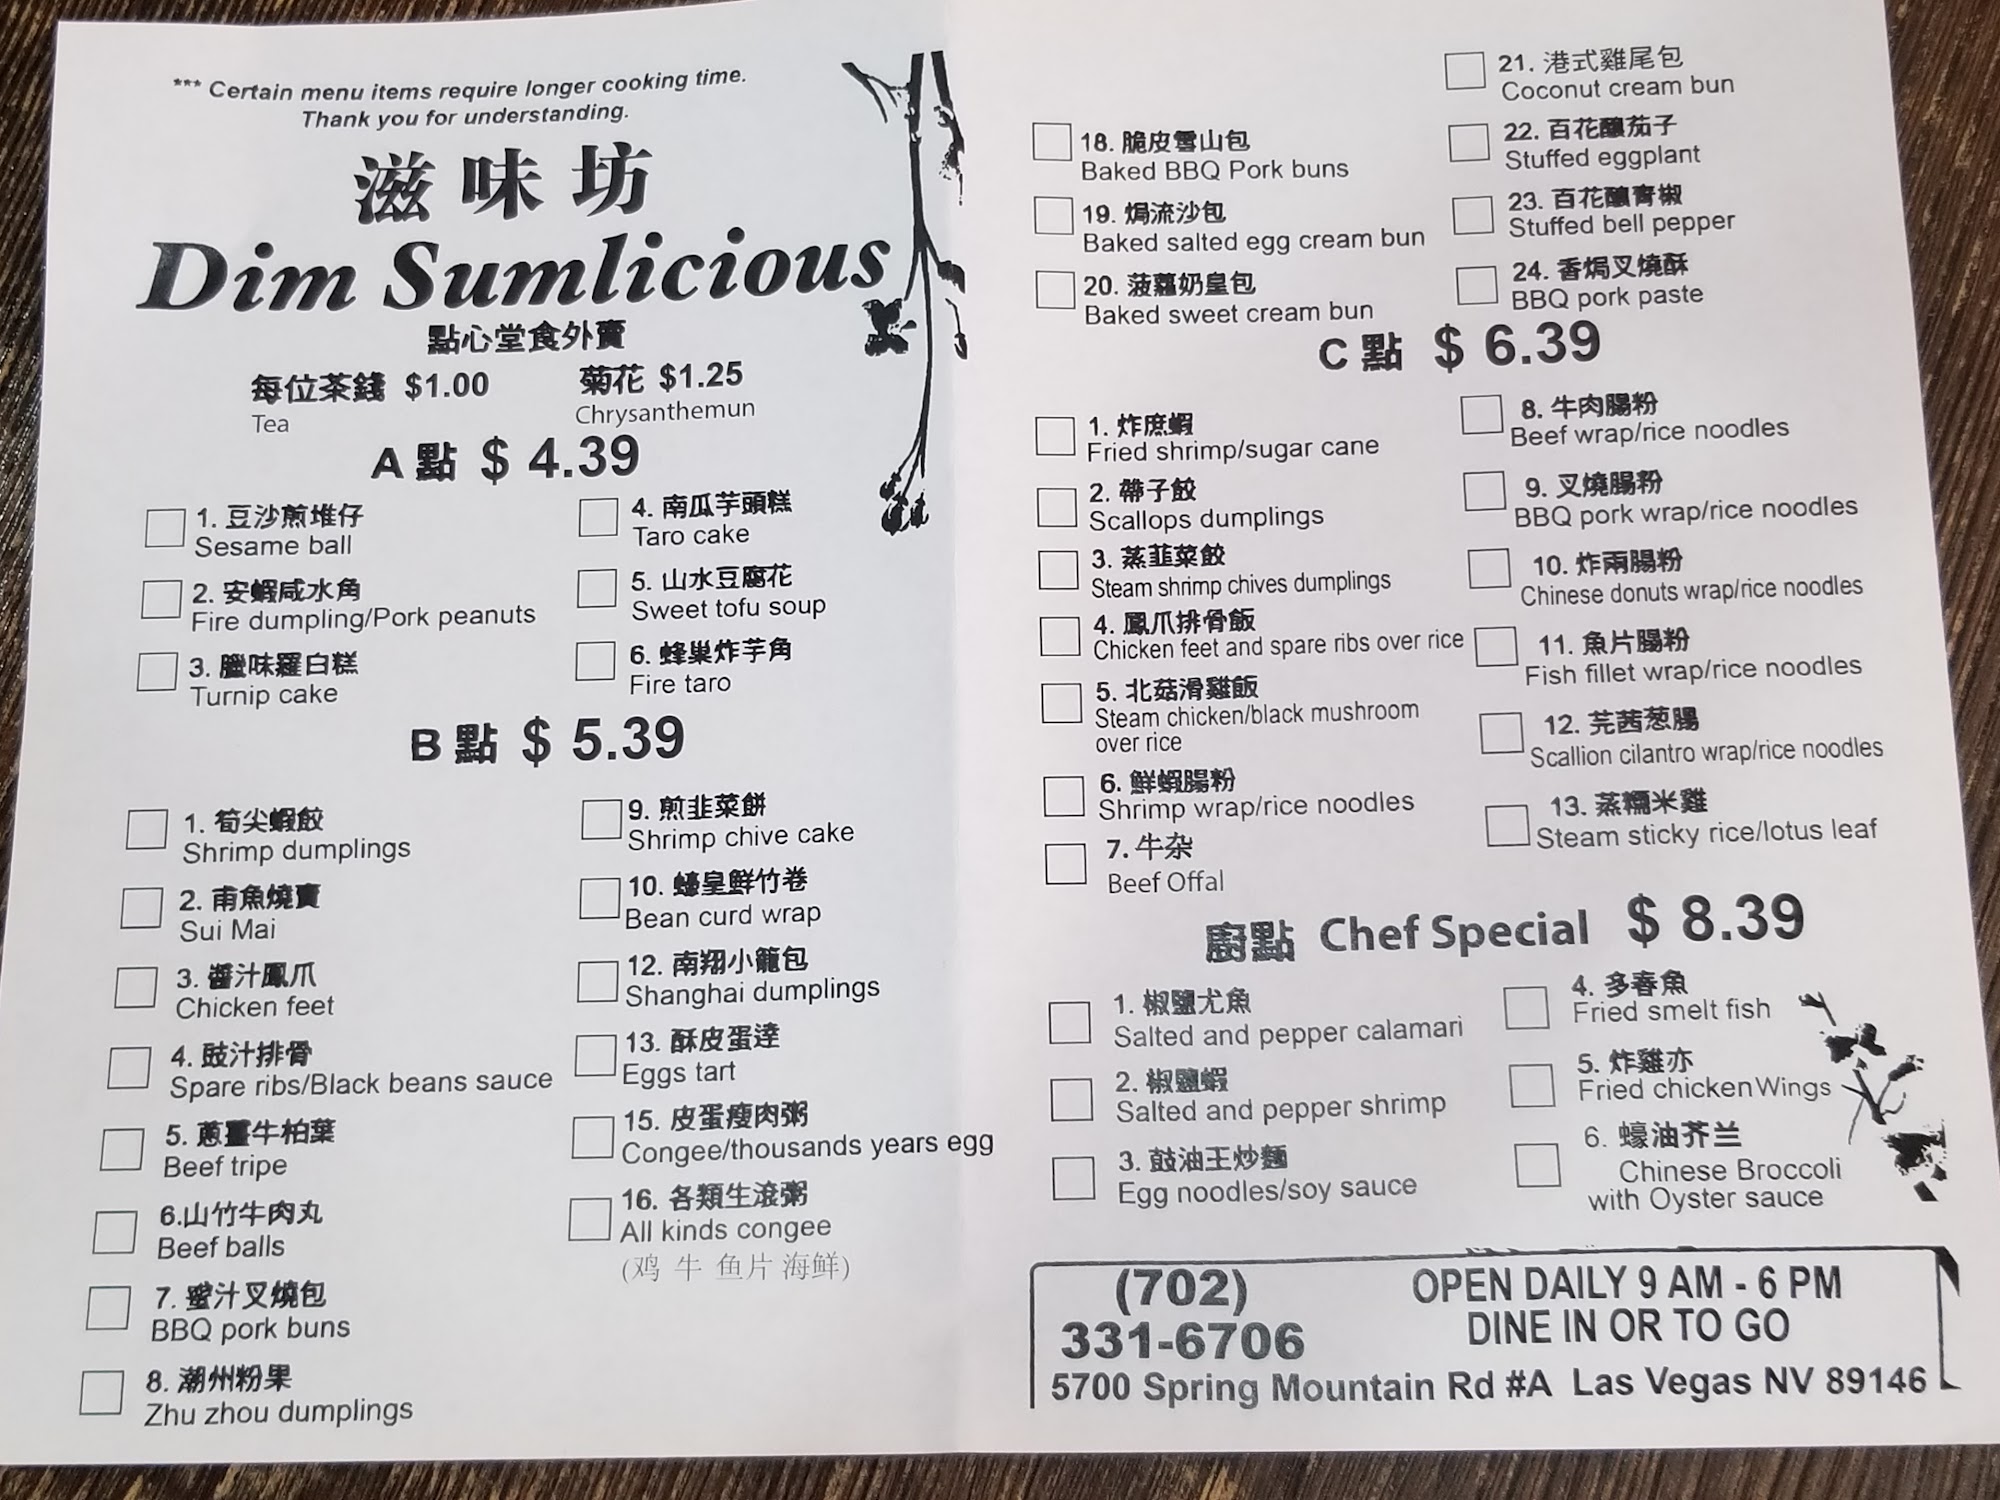 *** Certain menu items require longer cooking time.
Thank you for understanding.
滋味坊
Dim Sumlicious
點心堂食外賣
每位茶錢 $1.00
Tea
菊花 $1.25
Chrysanthemun
A 點 $ 4.39
1. 豆沙煎堆仔
Sesame ball
2. 安蝦咸水角
Fire dumpling/Pork peanuts
3. 臘味羅白糕
Turnip cake
4. 南瓜芋頭糕
Taro cake
5. 山水豆腐花
Sweet tofu soup
6. 蜂巢炸芋角
Fire taro
B 點 $ 5.39
1. 荀尖蝦餃
Shrimp dumplings
2. 甫魚燒賣
Sui Mai
3. 醬汁鳳爪
Chicken feet
4. 豉汁排骨
Spare ribs/Black beans sauce
5. 蔥薑牛柏葉
Beef tripe
6.山竹牛肉丸
Beef balls
7. 蜜汁叉燒包
BBQ pork buns
8. 潮州粉果
Zhu zhou dumplings
9. 煎韭菜餅
Shrimp chive cake
10. 蠔皇鮮竹卷
Bean curd wrap
12. 南翔小籠包
Shanghai dumplings
13. 酥皮蛋達
Eggs tart
15. 皮蛋瘦肉粥
Congee/thousands years egg
16. 各類生滾粥
All kinds congee
(鸡 牛 鱼片 海鲜)
18. 脆皮雪山包
Baked BBQ Pork buns
19. 焗流沙包
Baked salted egg cream bun
20. 菠蘿奶皇包
Baked sweet cream bun
21. 港式雞尾包
Coconut cream bun
22. 百花釀茄子
Stuffed eggplant
23. 百花釀青椒
Stuffed bell pepper
24. 香焗叉燒酥
BBQ pork paste
C 點 $ 6.39
1. 炸庶蝦
Fried shrimp/sugar cane
2. 帶子餃
Scallops dumplings
3. 蒸韮菜餃
Steam shrimp chives dumplings
4. 鳳爪排骨飯
Chicken feet and spare ribs over rice
5. 北菇滑雞飯
Steam chicken/black mushroom
over rice
6. 鮮蝦腸粉
Shrimp wrap/rice noodles
7. 牛杂
Beef Offal
8. 牛肉腸粉
Beef wrap/rice noodles
9. 叉燒腸粉
BBQ pork wrap/rice noodles
10. 炸兩腸粉
Chinese donuts wrap/rice noodles
11. 魚片腸粉
Fish fillet wrap/rice noodles
12. 芫茜葱腸
Scallion cilantro wrap/rice noodles
13. 蒸糯米雞
Steam sticky rice/lotus leaf
廚點 Chef Special $ 8.39
1. 椒鹽尤魚
Salted and pepper calamari
2. 椒鹽蝦
Salted and pepper shrimp
3. 鼓油王炒麵
Egg noodles/soy sauce
4. 多春魚
Fried smelt fish
5. 炸雞亦
Fried chicken Wings
6. 蠔油芥兰
Chinese Broccoli
with Oyster sauce
(702)
331-6706
OPEN DAILY 9 AM - 6 PM
DINE IN OR TO GO
5700 Spring Mountain Rd #A Las Vegas NV 89146